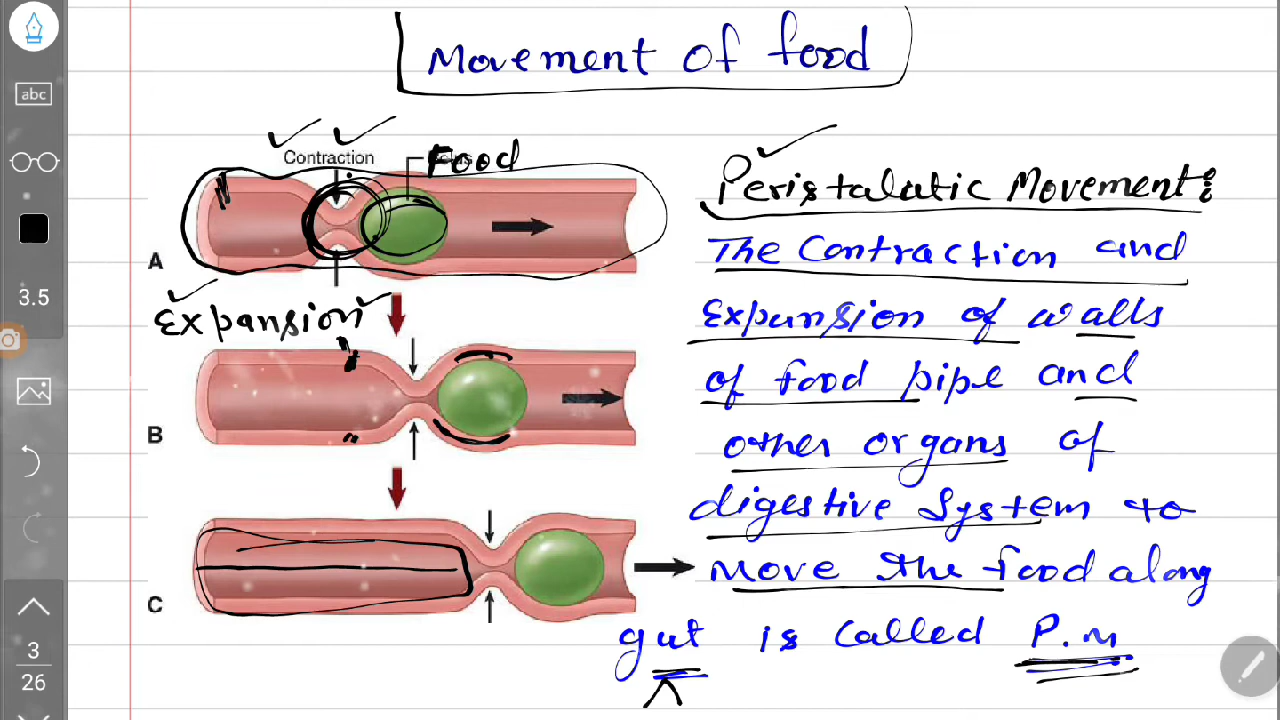 Movement of food
abc
Contraction
Food
Peristalatic Movement:
The Contraction and
A
3.5
Expansion
Expansion of walls
of food pipe and
B
other organs of
digestive System to
move the food along
C
gut is called P.M
3
26